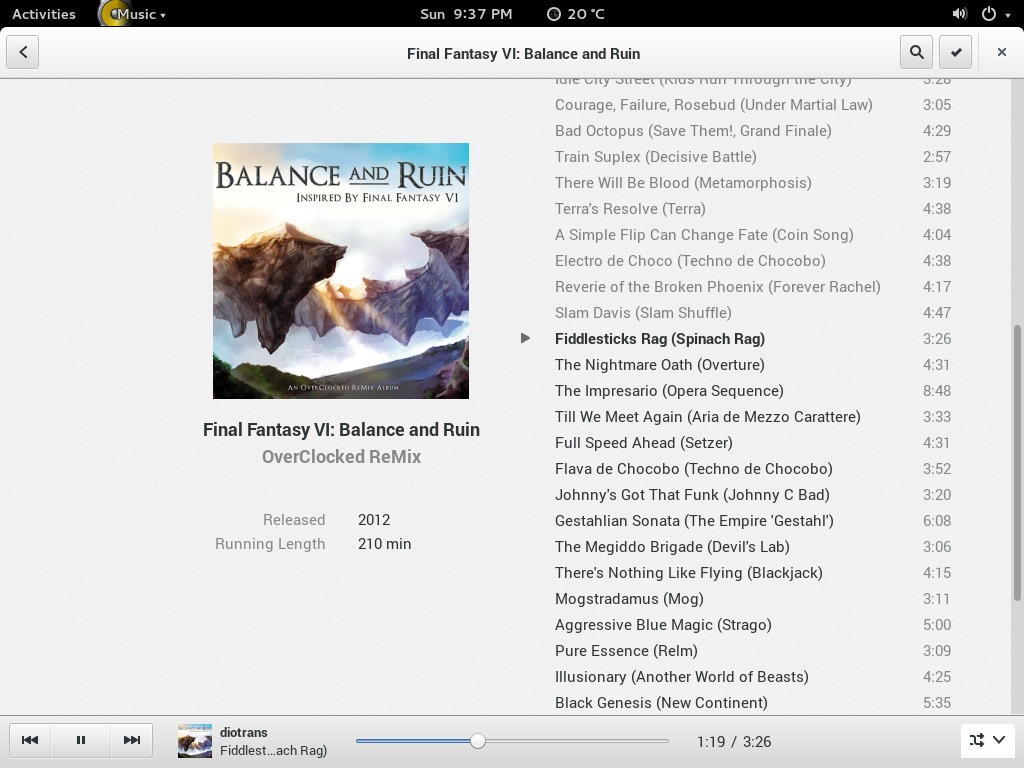 Activities Music Sun 9:37 PM 20 °C
Final Fantasy VI: Balance and Ruin
BALANCE AND RUIN
INSPIRED BY FINAL FANTASY VI
AN OVERCLOCKED REMIX ALBUM
Final Fantasy VI: Balance and Ruin
OverClocked ReMix
Released 2012
Running Length 210 min
Idle City Street (Kids Run Through the City) 3:28
Courage, Failure, Rosebud (Under Martial Law) 3:05
Bad Octopus (Save Them!, Grand Finale) 4:29
Train Suplex (Decisive Battle) 2:57
There Will Be Blood (Metamorphosis) 3:19
Terra's Resolve (Terra) 4:38
A Simple Flip Can Change Fate (Coin Song) 4:04
Electro de Choco (Techno de Chocobo) 4:38
Reverie of the Broken Phoenix (Forever Rachel) 4:17
Slam Davis (Slam Shuffle) 4:47
Fiddlesticks Rag (Spinach Rag) 3:26
The Nightmare Oath (Overture) 4:31
The Impresario (Opera Sequence) 8:48
Till We Meet Again (Aria de Mezzo Carattere) 3:33
Full Speed Ahead (Setzer) 4:31
Flava de Chocobo (Techno de Chocobo) 3:52
Johnny's Got That Funk (Johnny C Bad) 3:20
Gestahlian Sonata (The Empire 'Gestahl') 6:08
The Megiddo Brigade (Devil's Lab) 3:06
There's Nothing Like Flying (Blackjack) 4:15
Mogstradamus (Mog) 3:11
Aggressive Blue Magic (Strago) 5:00
Pure Essence (Relm) 3:09
Illusionary (Another World of Beasts) 4:25
Black Genesis (New Continent) 5:35
diotrans
Fiddlest…ach Rag) 1:19 / 3:26